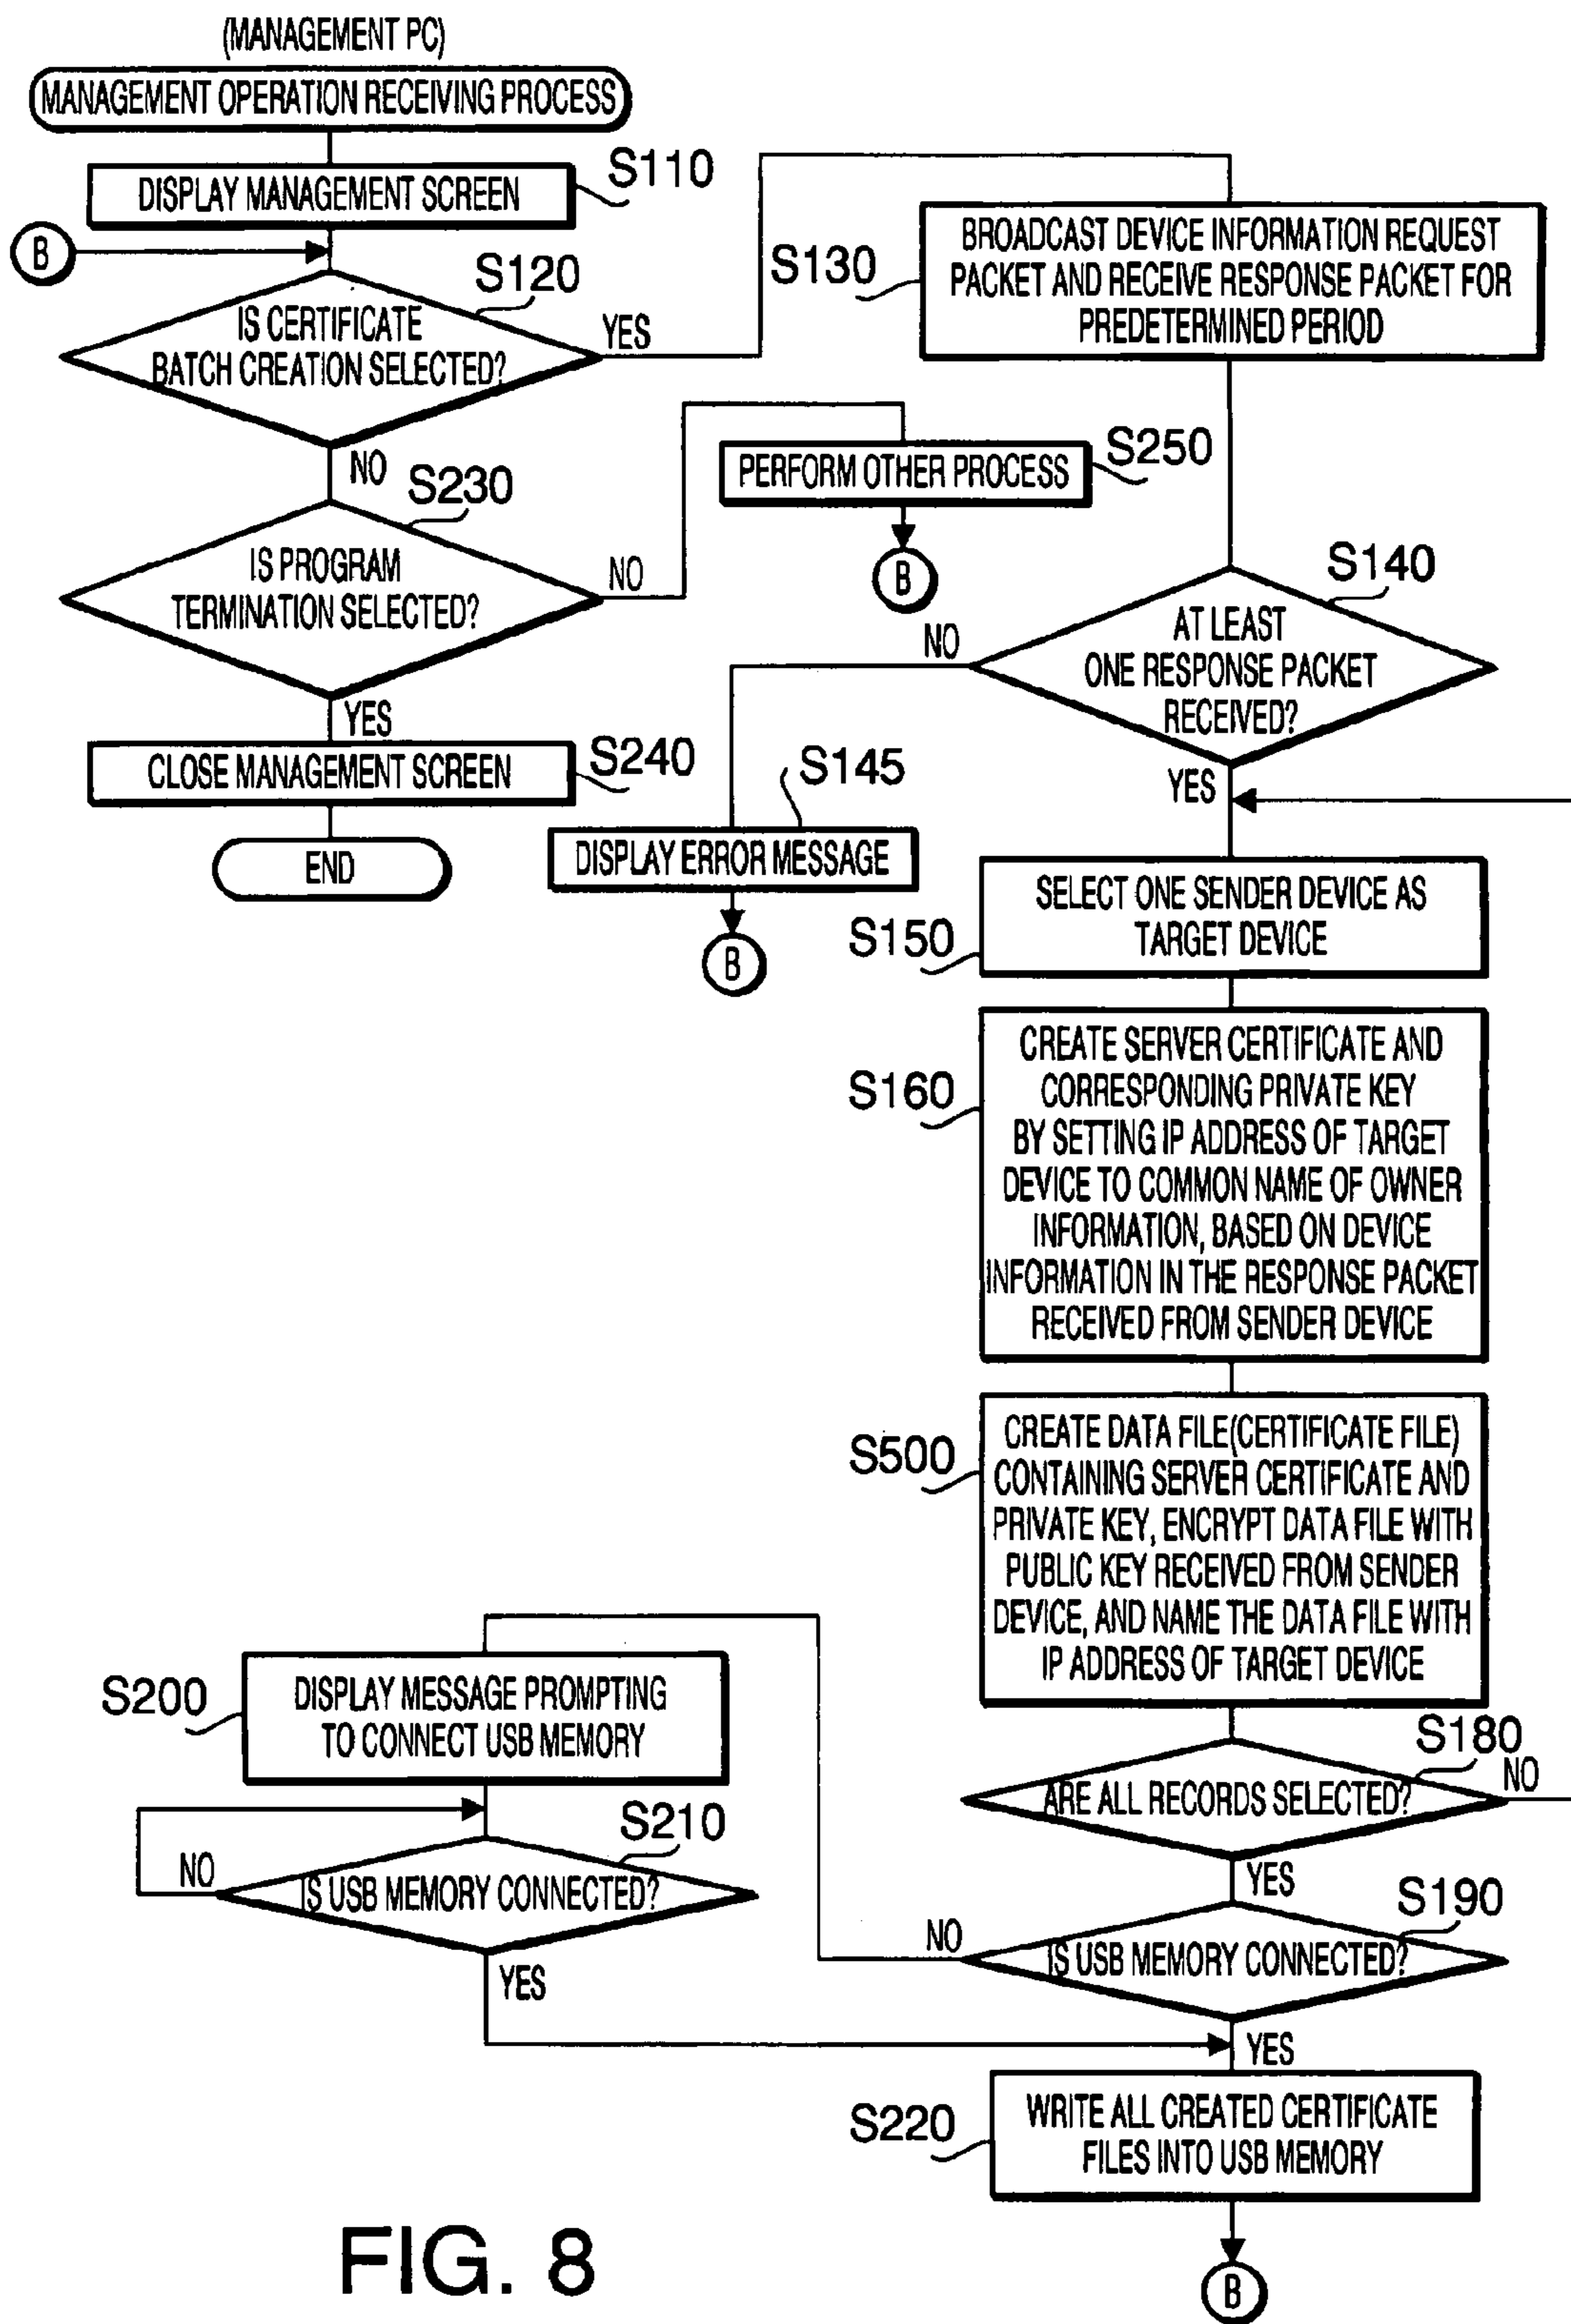 (MANAGEMENT PC)
MANAGEMENT OPERATION RECEIVING PROCESS
DISPLAY MANAGEMENT SCREEN
S110
B
IS CERTIFICATE
BATCH CREATION SELECTED?
S120
YES
NO
BROADCAST DEVICE INFORMATION REQUEST
PACKET AND RECEIVE RESPONSE PACKET FOR
PREDETERMINED PERIOD
S130
IS PROGRAM
TERMINATION SELECTED?
S230
NO
YES
PERFORM OTHER PROCESS
S250
B
CLOSE MANAGEMENT SCREEN
S240
END
AT LEAST
ONE RESPONSE PACKET
RECEIVED?
S140
NO
YES
DISPLAY ERROR MESSAGE
S145
B
SELECT ONE SENDER DEVICE AS
TARGET DEVICE
S150
CREATE SERVER CERTIFICATE AND
CORRESPONDING PRIVATE KEY
BY SETTING IP ADDRESS OF TARGET
DEVICE TO COMMON NAME OF OWNER
INFORMATION, BASED ON DEVICE
INFORMATION IN THE RESPONSE PACKET
RECEIVED FROM SENDER DEVICE
S160
CREATE DATA FILE(CERTIFICATE FILE)
CONTAINING SERVER CERTIFICATE AND
PRIVATE KEY, ENCRYPT DATA FILE WITH
PUBLIC KEY RECEIVED FROM SENDER
DEVICE, AND NAME THE DATA FILE WITH
IP ADDRESS OF TARGET DEVICE
S500
ARE ALL RECORDS SELECTED?
S180
NO
YES
IS USB MEMORY CONNECTED?
S190
NO
YES
DISPLAY MESSAGE PROMPTING
TO CONNECT USB MEMORY
S200
IS USB MEMORY CONNECTED?
S210
NO
YES
WRITE ALL CREATED CERTIFICATE
FILES INTO USB MEMORY
S220
B
FIG. 8